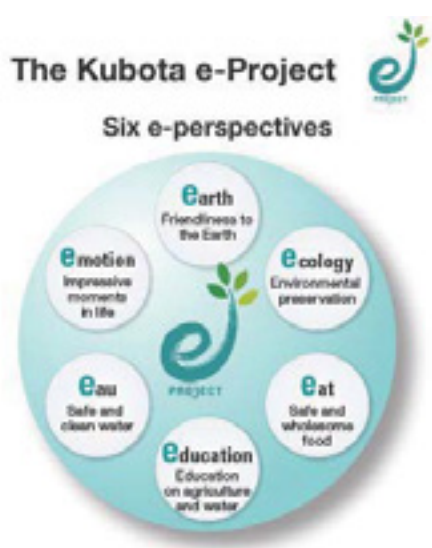 The Kubota e-Project
PROJECT
Six e-perspectives
earth
Friendliness to
the Earth
emotion
Impressive
moments
in life
ecology
Environmental
preservation
PROJECT
eau
Safe and
clean water
eat
Safe and
wholesome
food
education
Education
on agriculture
and water